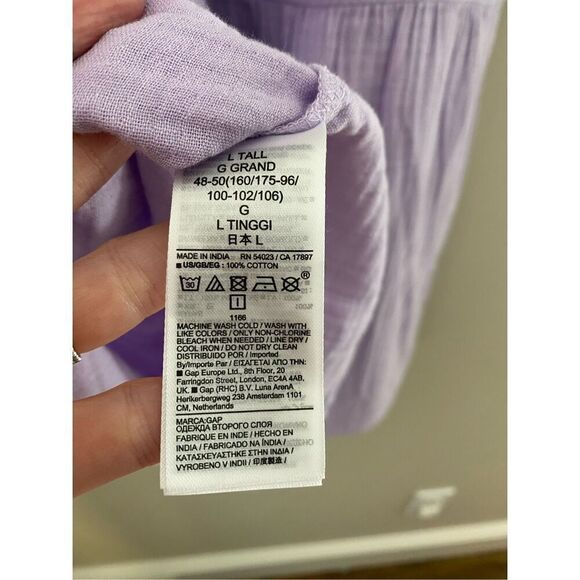 L TALL
G GRAND
48-50(160/175-96/
100-102/106)
G
L TINGGI
日本 L
MADE IN INDIA RN 54023 / CA 17897
■ US/GB/EG : 100% COTTON
30
®
I
1166
MACHINE WASH COLD / WASH WITH
LIKE COLORS / ONLY NON-CHLORINE
BLEACH WHEN NEEDED / LINE DRY /
COOL IRON / DO NOT DRY CLEAN
DISTRIBUIDO POR / Imported
By/Importe Par / ΕΙΣΑΓΕΤΑΙ ΑΠΟ ΤΗΝ:
■ Gap Europe Ltd., 8th Floor, 20
Farringdon Street, London, EC4A 4AB,
UK. ■ Gap (RHC) B.V. Luna ArenA
Herikerbergweg 238 Amsterdam 1101
CM, Netherlands
MARCA:GAP
ОДЕЖДА ВТОРОГО СЛОЯ
FABRIQUE EN INDE / HECHO EN
INDIA / FABRICADO NA ÍNDIA /
ΚΑΤΑΣΚΕΥΑΣΤΗΚΕ ΣΤΗΝ ΙΝΔΙΑ /
VYROBENO V INDII / 印度製造 /